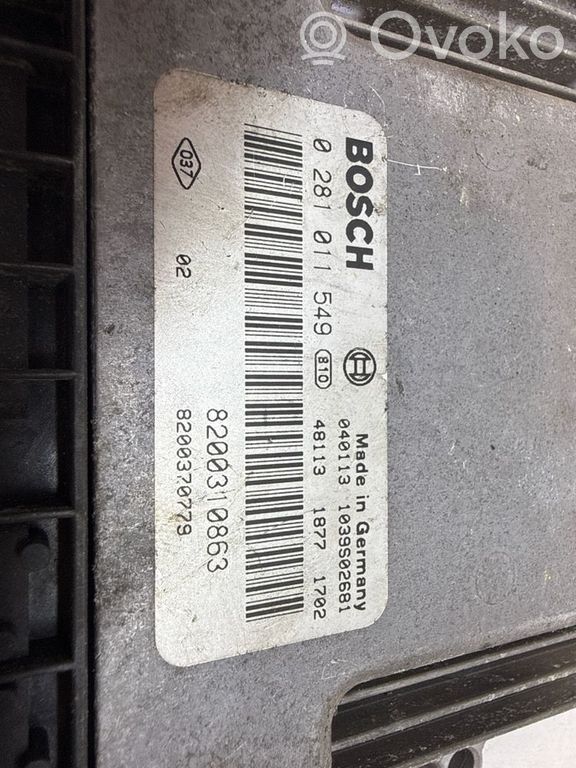 Ovoko
BOSCH
Made in Germany
0 281 011 549 810
040113 1039S02681
48113 1877 1702
037
02
8200310863
8200370779